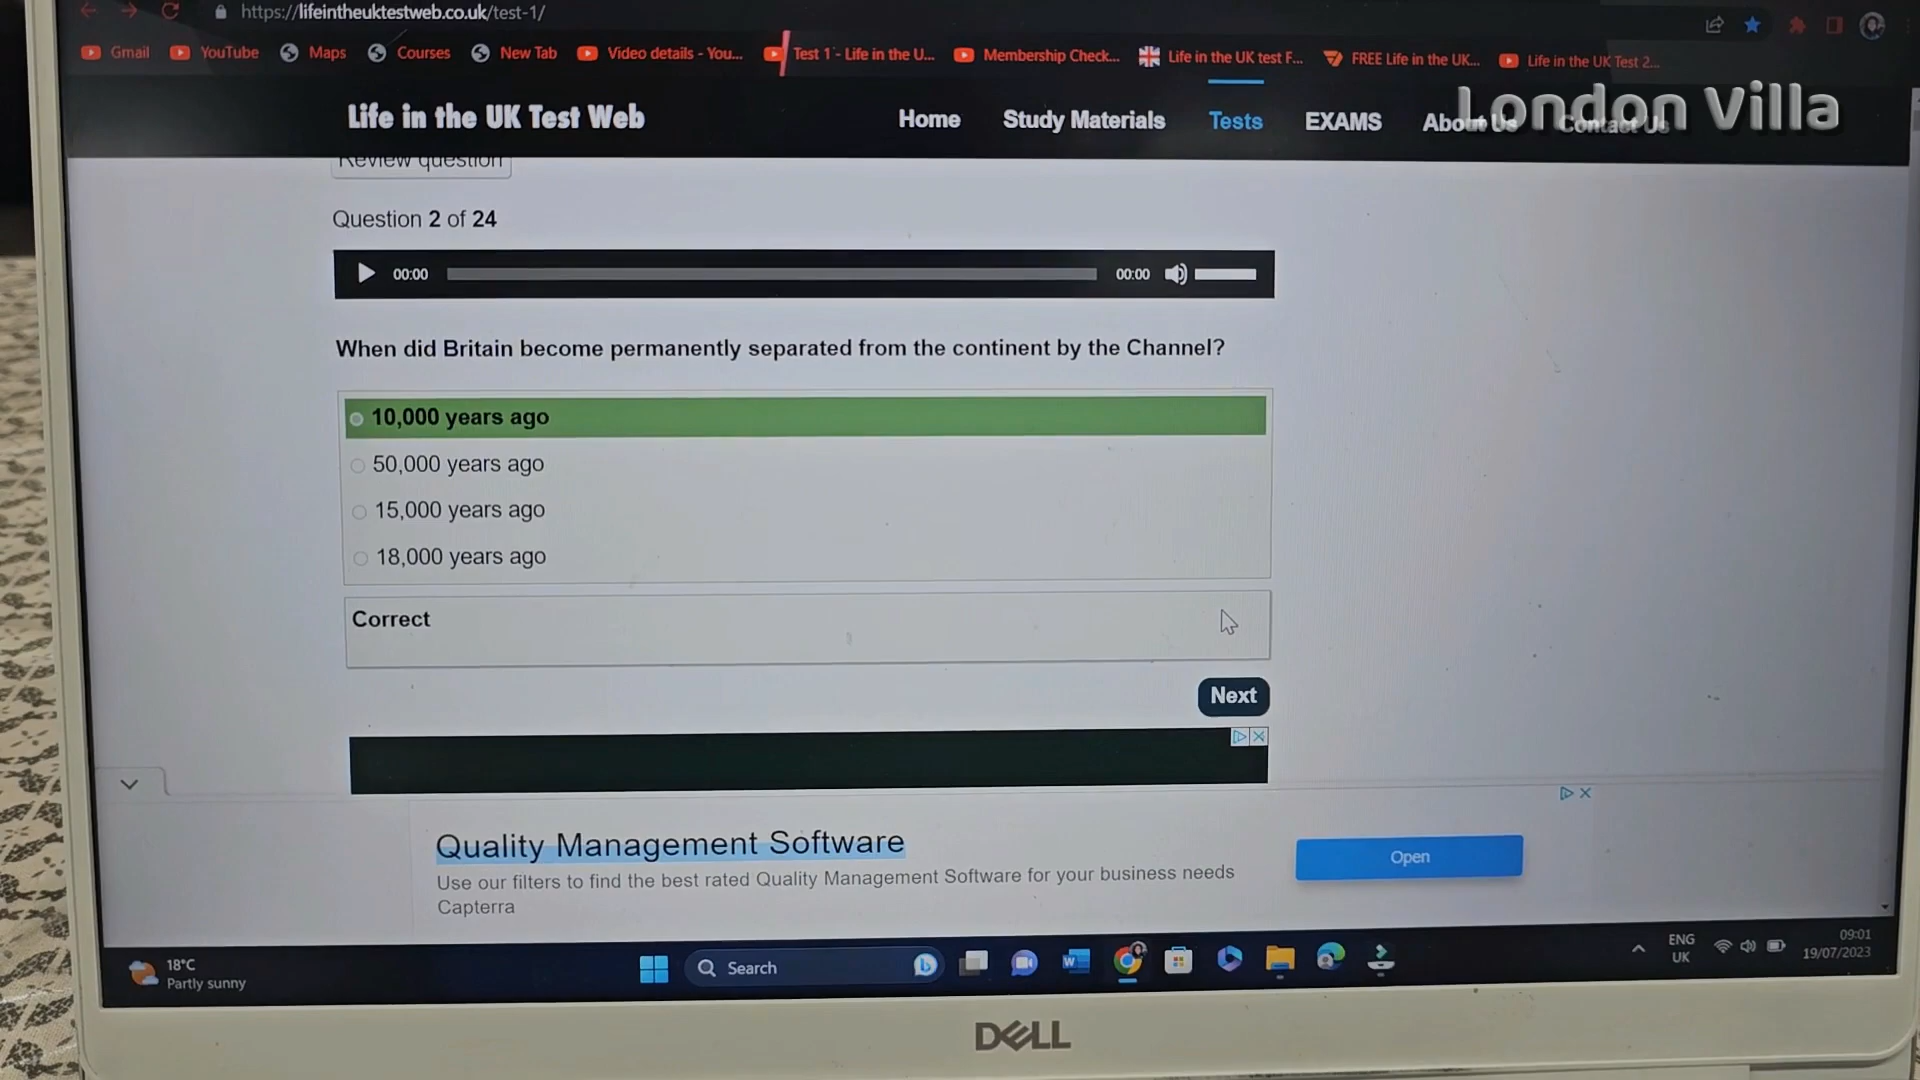 https://lifeintheuktestweb.co.uk/test-1/
Gmail YouTube Maps Courses New Tab Video details - You... Test 1 - Life in the U... Membership Check... Life in the UK test F... FREE Life in the UK... Life in the UK Test 2...
London Villa
Life in the UK Test Web Home Study Materials Tests EXAMS About Us Contact Us
Review question
Question 2 of 24
00:00 00:00
When did Britain become permanently separated from the continent by the Channel?
10,000 years ago
50,000 years ago
15,000 years ago
18,000 years ago
Correct
Next
Quality Management Software
Use our filters to find the best rated Quality Management Software for your business needs
Capterra
Open
18°C
Partly sunny
Search
ENG
UK
09:01
19/07/2023
DELL